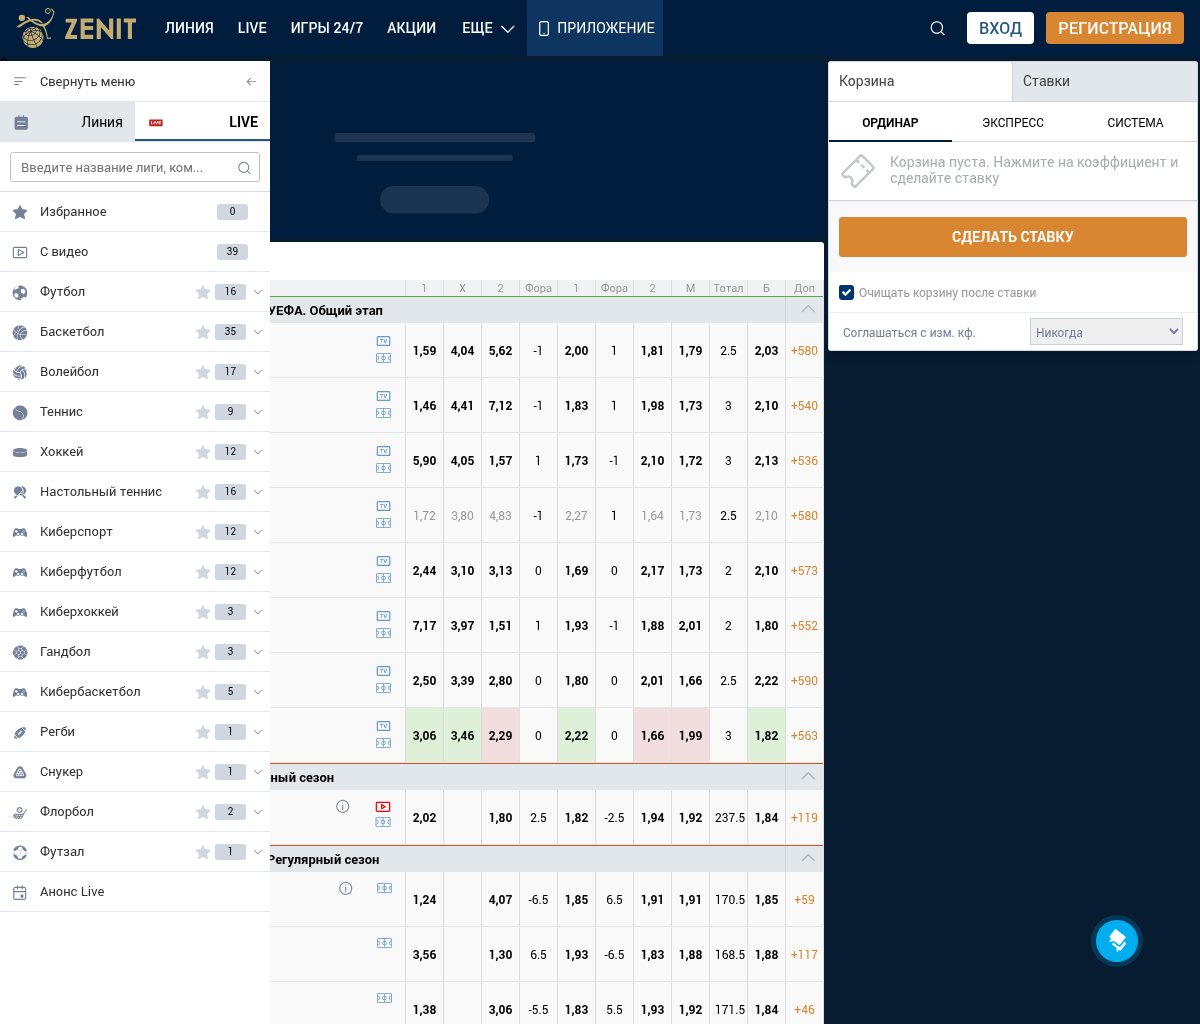 ZENIT ЛИНИЯ LIVE ИГРЫ 24/7 АКЦИИ ЕЩЕ ПРИЛОЖЕНИЕ ВХОД РЕГИСТРАЦИЯ
Свернуть меню
Линия LIVE
Введите название лиги, ком...
Избранное 0
С видео 39
Футбол 16
Баскетбол 35
Волейбол 17
Теннис 9
Хоккей 12
Настольный теннис 16
Киберспорт 12
Киберфутбол 12
Киберхоккей 3
Гандбол 3
Кибербаскетбол 5
Регби 1
Снукер 1
Флорбол 2
Футзал 1
Анонс Live
1 X 2 Фора 1 Фора 2 М Тотал Б Доп
УЕФА. Общий этап
TV
1,59 4,04 5,62 -1 2,00 1 1,81 1,79 2.5 2,03 +580
TV
1,46 4,41 7,12 -1 1,83 1 1,98 1,73 3 2,10 +540
TV
5,90 4,05 1,57 1 1,73 -1 2,10 1,72 3 2,13 +536
TV
1,72 3,80 4,83 -1 2,27 1 1,64 1,73 2.5 2,10 +580
TV
2,44 3,10 3,13 0 1,69 0 2,17 1,73 2 2,10 +573
TV
7,17 3,97 1,51 1 1,93 -1 1,88 2,01 2 1,80 +552
TV
2,50 3,39 2,80 0 1,80 0 2,01 1,66 2.5 2,22 +590
TV
3,06 3,46 2,29 0 2,22 0 1,66 1,99 3 1,82 +563
ный сезон
2,02 1,80 2.5 1,82 -2.5 1,94 1,92 237.5 1,84 +119
Регулярный сезон
1,24 4,07 -6.5 1,85 6.5 1,91 1,91 170.5 1,85 +59
3,56 1,30 6.5 1,93 -6.5 1,83 1,88 168.5 1,88 +117
1,38 3,06 -5.5 1,83 5.5 1,93 1,92 171.5 1,84 +46
Корзина Ставки
ОРДИНАР ЭКСПРЕСС СИСТЕМА
Корзина пуста. Нажмите на коэффициент и
сделайте ставку
СДЕЛАТЬ СТАВКУ
Очищать корзину после ставки
Соглашаться с изм. кф. Никогда